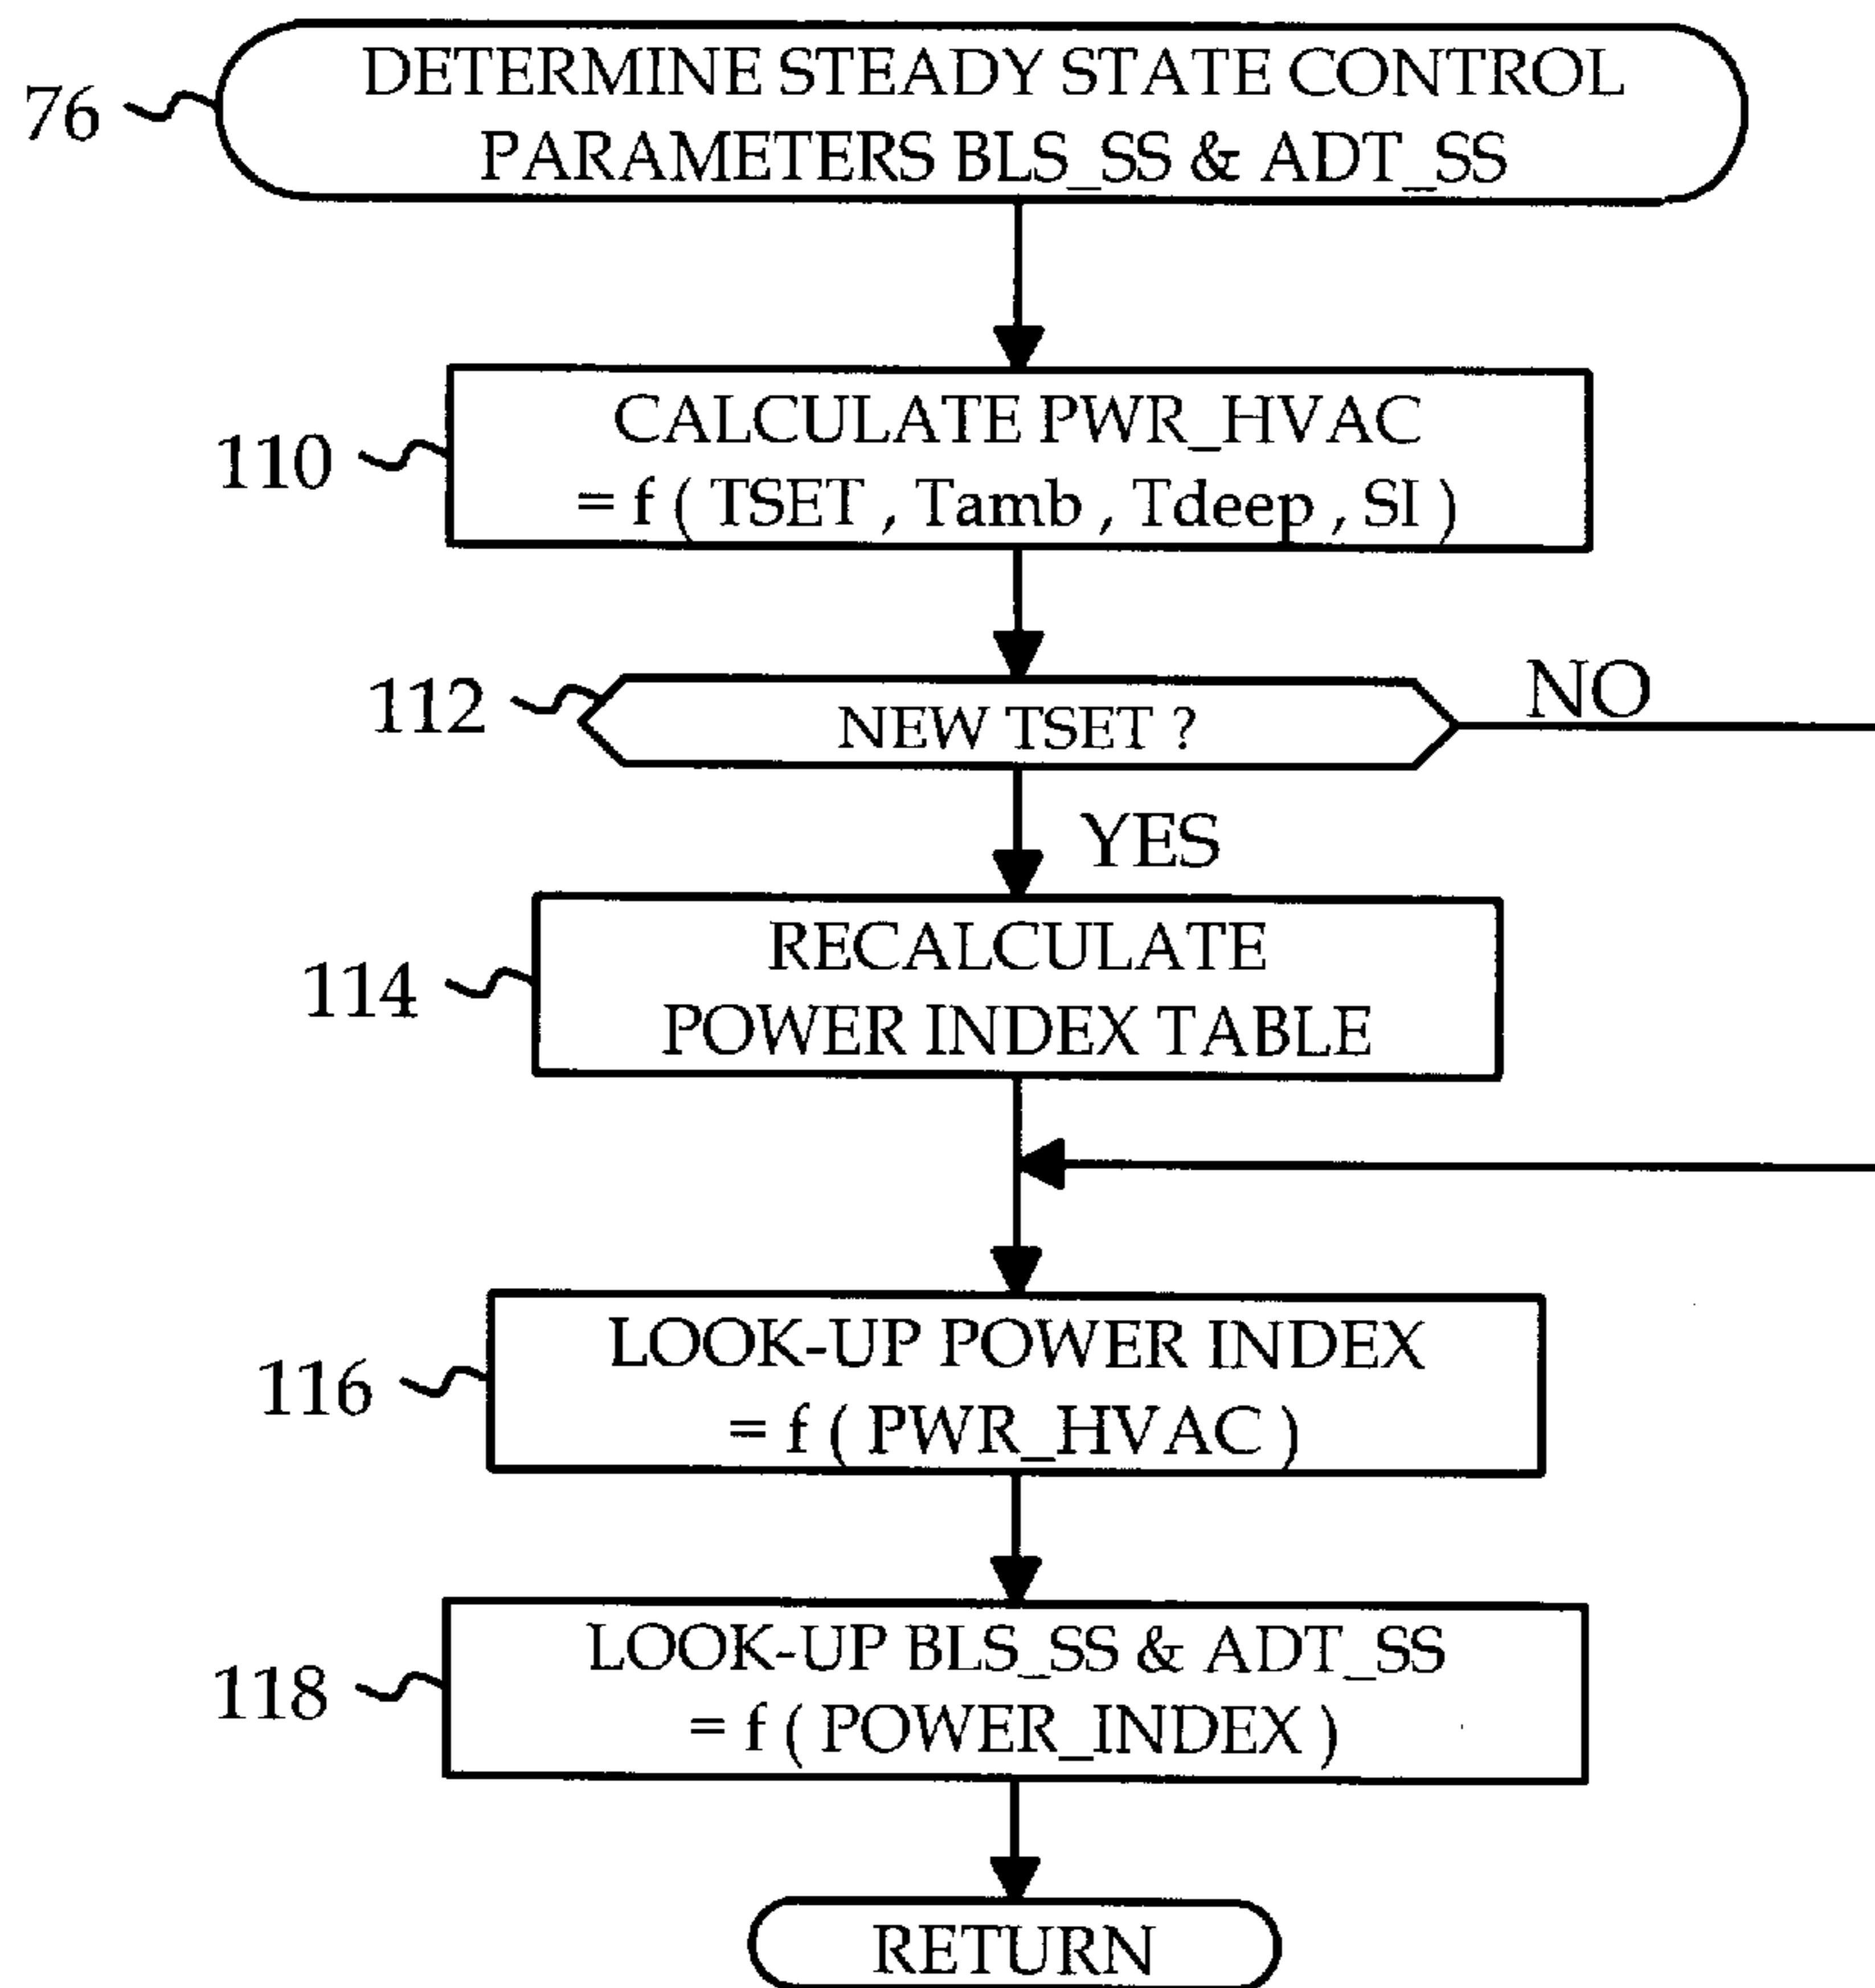 DETERMINE STEADY STATE CONTROL
PARAMETERS BLS_SS & ADT_SS
76
CALCULATE PWR_HVAC
= f ( TSET , Tamb , Tdeep , SI )
110
NEW TSET ?
112
NO
YES
RECALCULATE
POWER INDEX TABLE
114
LOOK-UP POWER INDEX
= f ( PWR_HVAC )
116
LOOK-UP BLS_SS & ADT_SS
= f ( POWER_INDEX )
118
RETURN